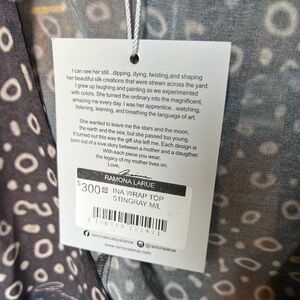 I can see her still...dipping, dying, twisting,and shaping
her beautiful silk creations that were strewn across the yard.
I grew up laughing and painting as we experimented
with colors. She turned the ordinary into the magnificent,
amazing me every day. I was her apprentice...watching,
listening, learning, and breathing the language of art.
She wanted to leave me the stars and the moon,
the earth and the sea, but she passed too young.
It turned out this was the gift she left me. Each design is
born out of a love story between a mother and a daughter.
With each piece you wear,
the legacy of my mother lives on.
Love,
RAMONA LARUE
$300.00 INA WRAP TOP
STINGRAY M/L
@ramonalarue
www.ramonalarue.com